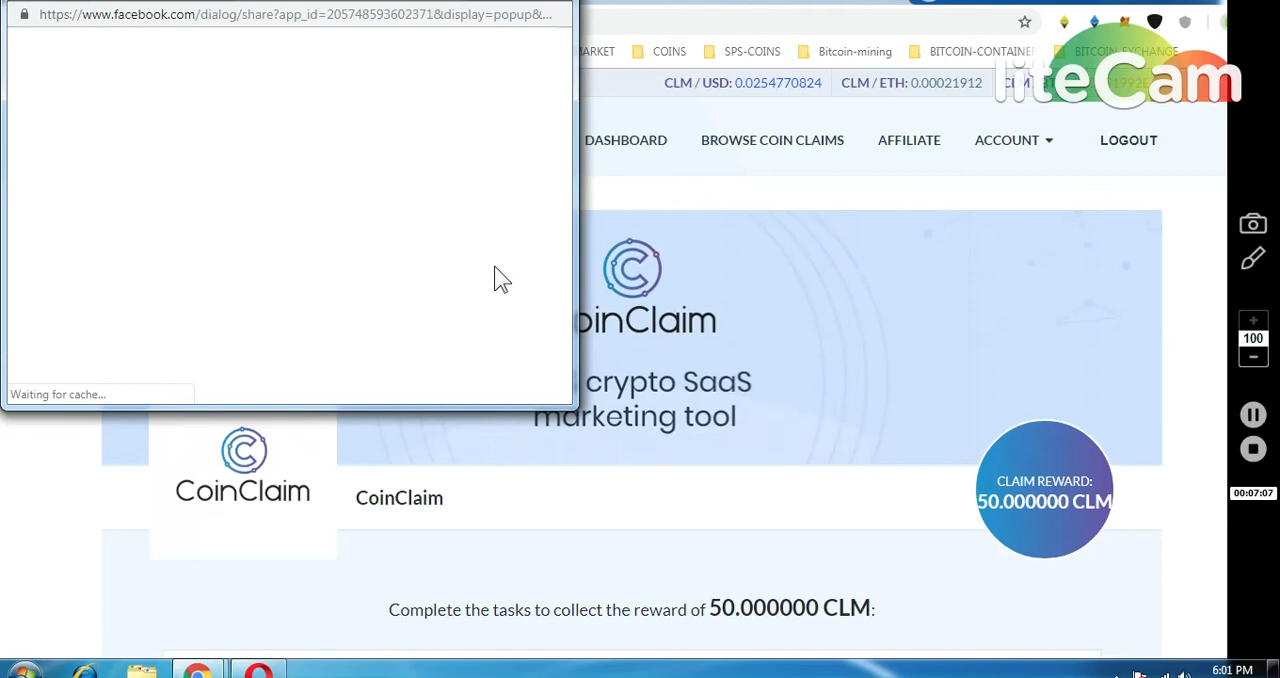 https://www.facebook.com/dialog/share?app_id=205748593602371&display=popup&...
MARKET COINS SPS-COINS Bitcoin-mining BITCOIN-CONTAINER BITCOIN-EXCHANGE
liteCam
CLM / USD: 0.0254770824 CLM / ETH: 0.00021912
DASHBOARD BROWSE COIN CLAIMS AFFILIATE ACCOUNT LOGOUT
oinClaim
crypto SaaS
marketing tool
Waiting for cache...
CoinClaim
CoinClaim
CLAIM REWARD:
50.000000 CLM
Complete the tasks to collect the reward of 50.000000 CLM:
100
00:07:07
6:01 PM